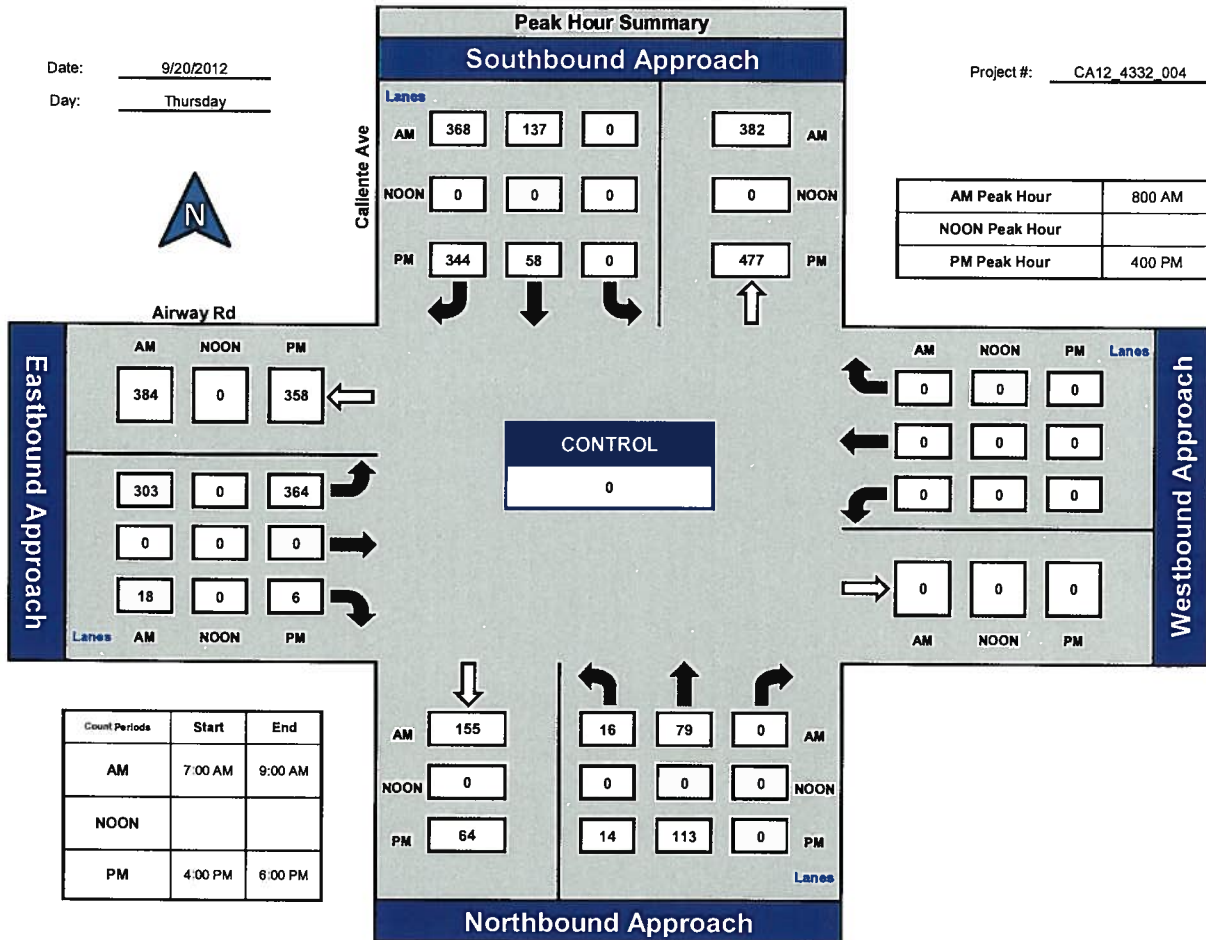 Peak Hour Summary
Southbound Approach
Date: 9/20/2012
Day: Thursday
Project #: CA12_4332_004
N
Caliente Ave
Lanes
AM 368 137 0 382 AM
NOON 0 0 0 0 NOON
PM 344 58 0 477 PM
AM Peak Hour 800 AM
NOON Peak Hour
PM Peak Hour 400 PM
Airway Rd
Eastbound Approach
AM NOON PM
384 0 358
303 0 364
0 0 0
18 0 6
Lanes AM NOON PM
CONTROL
0
AM NOON PM Lanes
0 0 0
0 0 0
0 0 0
0 0 0
AM NOON PM
Westbound Approach
Count Periods Start End
AM 7:00 AM 9:00 AM
NOON
PM 4:00 PM 6:00 PM
AM 155 16 79 0 AM
NOON 0 0 0 0 NOON
PM 64 14 113 0 PM
Lanes
Northbound Approach